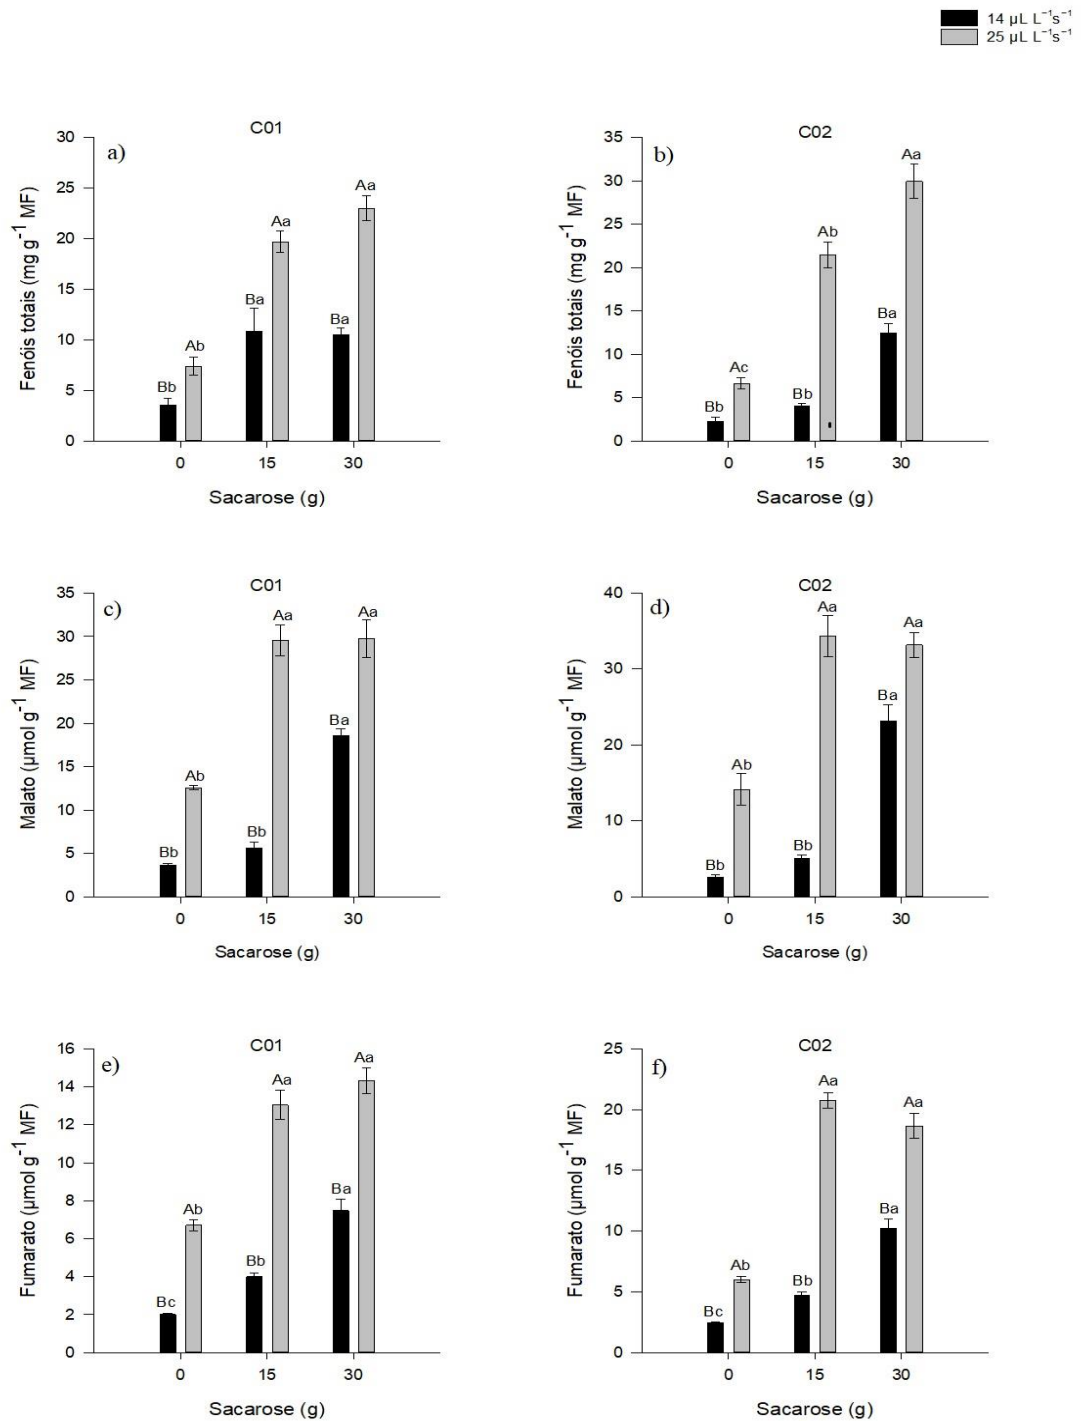 14 µL L⁻¹s⁻¹
25 µL L⁻¹s⁻¹
C01
a)
Fenóis totais (mg g⁻¹ MF)
30
25
20
15
10
5
0
Bb
Ab
Ba
Aa
Ba
Aa
0 15 30
Sacarose (g)
C02
b)
Fenóis totais (mg g⁻¹ MF)
35
30
25
20
15
10
5
0
Bb
Ac
Bb
Ab
Ba
Aa
0 15 30
Sacarose (g)
C01
c)
Malato (µmol g⁻¹ MF)
35
30
25
20
15
10
5
0
Bb
Ab
Bb
Aa
Ba
Aa
0 15 30
Sacarose (g)
C02
d)
Malato (µmol g⁻¹ MF)
40
30
20
10
0
Bb
Ab
Bb
Aa
Ba
Aa
0 15 30
Sacarose (g)
C01
e)
Fumarato (µmol g⁻¹ MF)
16
14
12
10
8
6
4
2
0
Bc
Ab
Bb
Aa
Ba
Aa
0 15 30
Sacarose (g)
C02
f)
Fumarato (µmol g⁻¹ MF)
25
20
15
10
5
0
Bc
Ab
Bb
Aa
Ba
Aa
0 15 30
Sacarose (g)